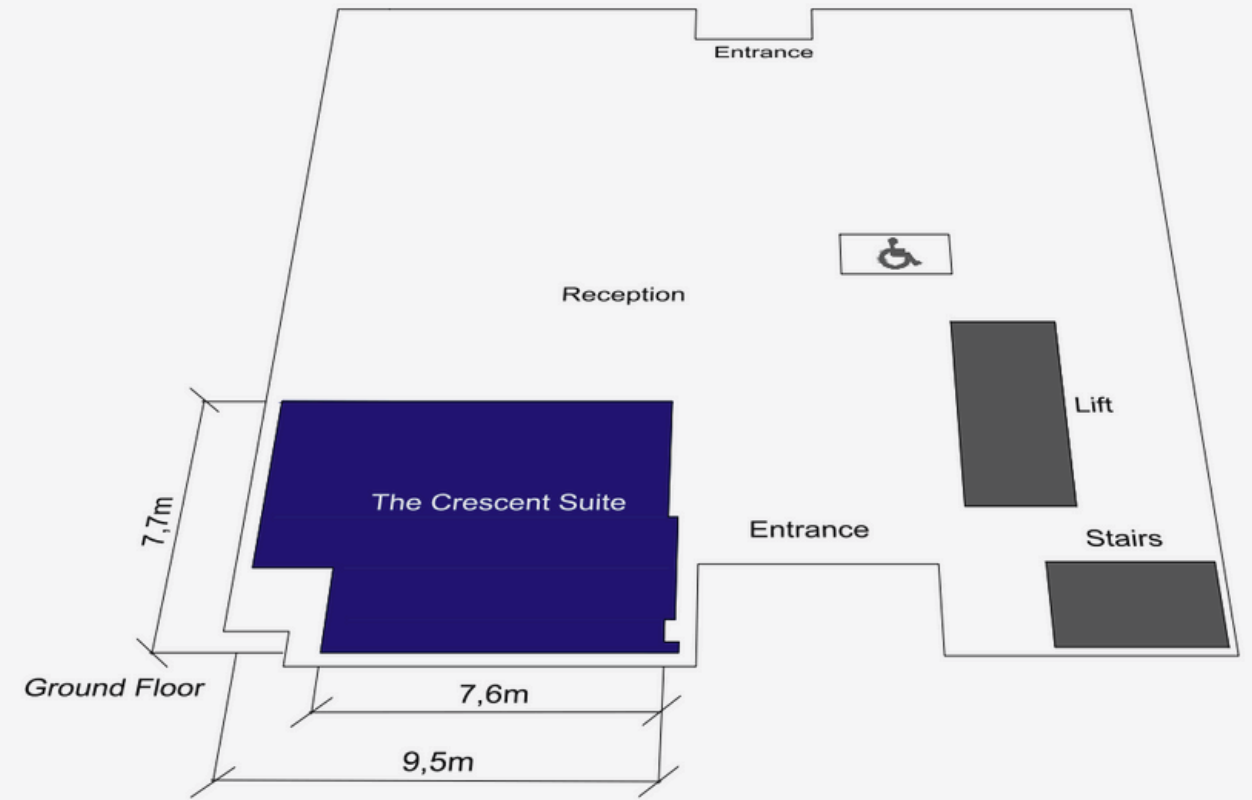 Entrance
Reception
Lift
The Crescent Suite
Entrance
Stairs
7,7m
Ground Floor
7,6m
9,5m